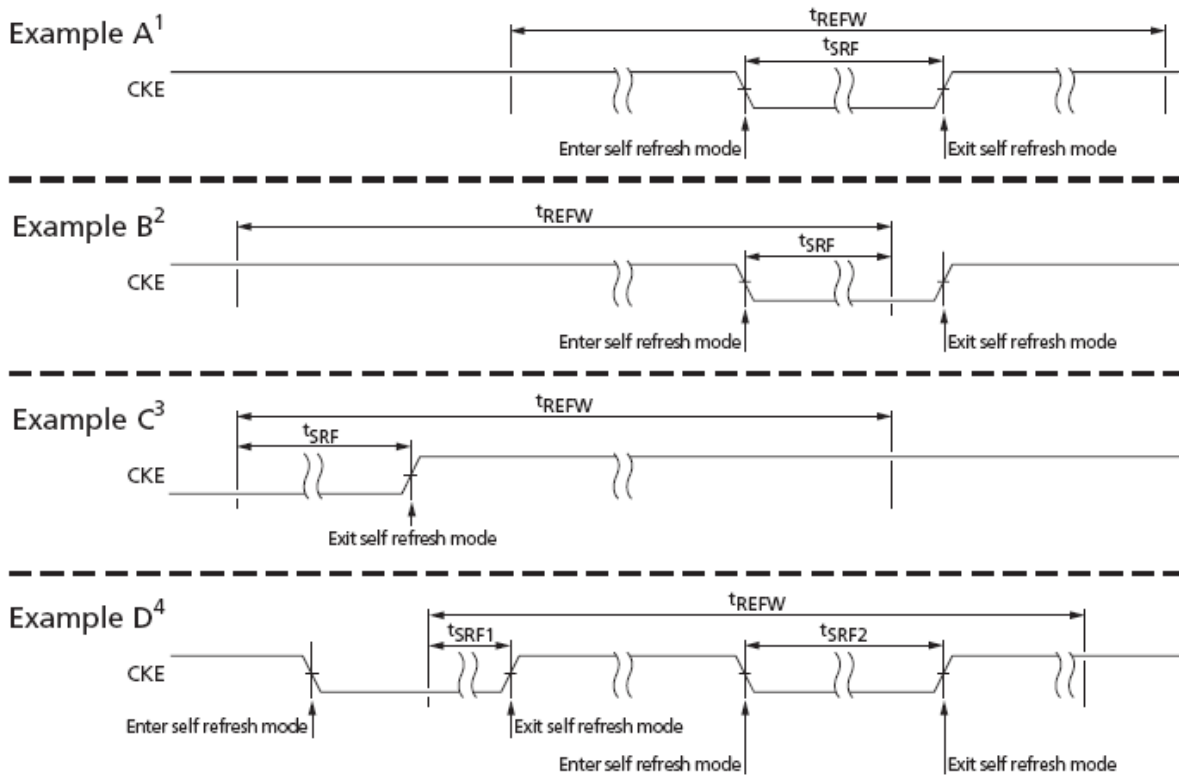 Example A¹
tREFW
tSRF
CKE
Enter self refresh mode
Exit self refresh mode
Example B²
tREFW
tSRF
CKE
Enter self refresh mode
Exit self refresh mode
Example C³
tREFW
tSRF
CKE
Exit self refresh mode
Example D⁴
tREFW
tSRF1
tSRF2
CKE
Enter self refresh mode
Exit self refresh mode
Enter self refresh mode
Exit self refresh mode